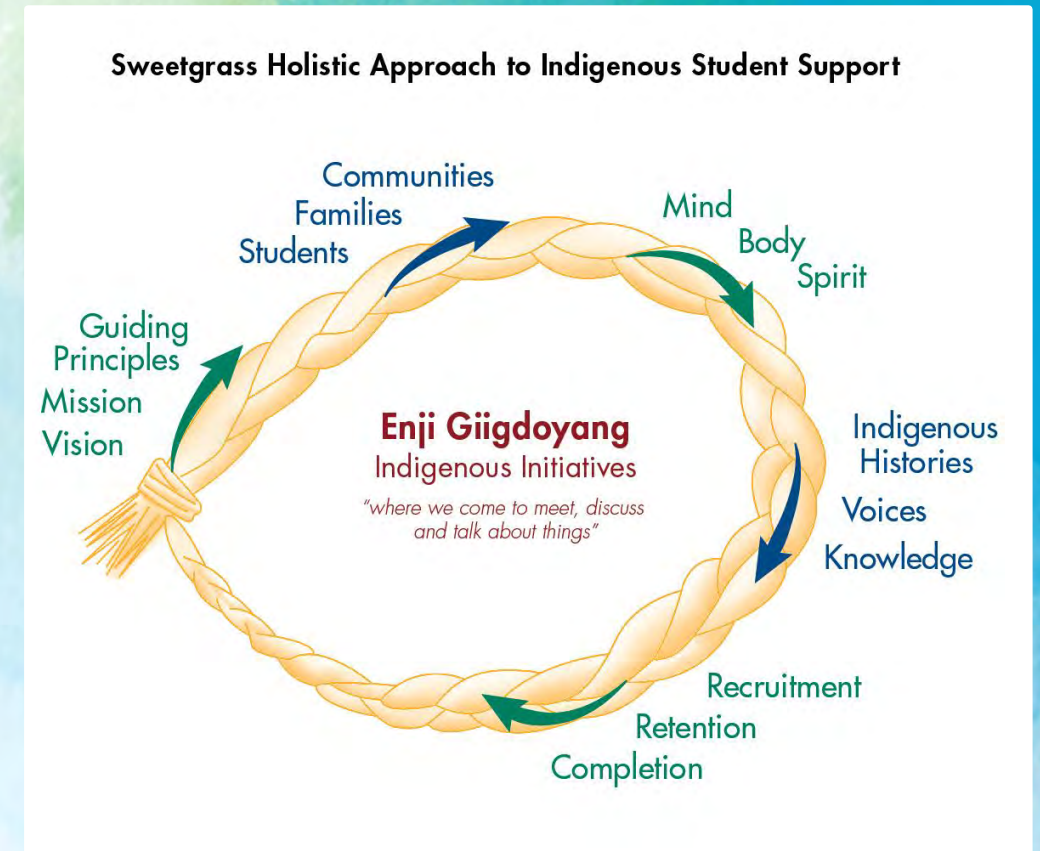 Sweetgrass Holistic Approach to Indigenous Student Support
Communities
Families
Students
Mind
Body
Spirit
Guiding
Principles
Mission
Vision
Enji Giigdoyang
Indigenous Initiatives
"where we come to meet, discuss
and talk about things"
Indigenous
Histories
Voices
Knowledge
Recruitment
Retention
Completion